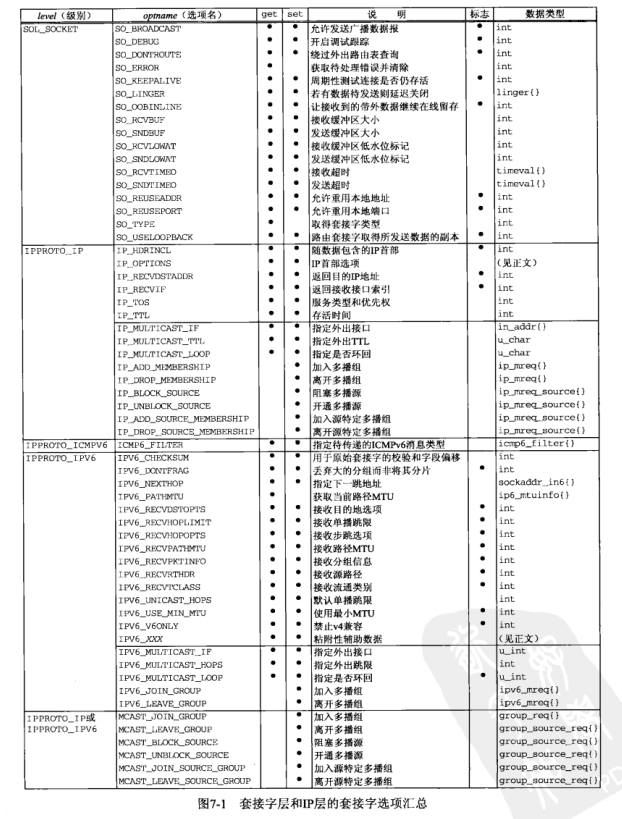 level（级别） optname（选项名） get set 说 明 标志 数据类型
SOL_SOCKET SO_BROADCAST • • 允许发送广播数据报 • int
SO_DEBUG • • 开启调试跟踪 • int
SO_DONTROUTE • • 绕过外出路由表查询 • int
SO_ERROR • 获取待处理错误并清除 int
SO_KEEPALIVE • • 周期性测试连接是否仍存活 • int
SO_LINGER • • 若有数据待发送则延迟关闭 linger{}
SO_OOBINLINE • • 让接收到的带外数据继续在线留存 • int
SO_RCVBUF • • 接收缓冲区大小 int
SO_SNDBUF • • 发送缓冲区大小 int
SO_RCVLOWAT • • 接收缓冲区低水位标记 int
SO_SNDLOWAT • • 发送缓冲区低水位标记 int
SO_RCVTIMEO • • 接收超时 timeval{}
SO_SNDTIMEO • • 发送超时 timeval{}
SO_REUSEADDR • • 允许重用本地地址 • int
SO_REUSEPORT • • 允许重用本地端口 • int
SO_TYPE • 取得套接字类型 int
SO_USELOOPBACK • • 路由套接字取得所发送数据的副本 • int
IPPROTO_IP IP_HDRINCL • • 随数据包含的IP首部 • int
IP_OPTIONS • • IP首部选项 （见正文）
IP_RECVDSTADDR • • 返回目的IP地址 • int
IP_RECVIF • • 返回接收接口索引 • int
IP_TOS • • 服务类型和优先权 int
IP_TTL • • 存活时间 int
IP_MULTICAST_IF • • 指定外出接口 in_addr{}
IP_MULTICAST_TTL • • 指定外出TTL u_char
IP_MULTICAST_LOOP • • 指定是否环回 u_char
IP_ADD_MEMBERSHIP • 加入多播组 ip_mreq{}
IP_DROP_MEMBERSHIP • 离开多播组 ip_mreq{}
IP_BLOCK_SOURCE • 阻塞多播源 ip_mreq_source{}
IP_UNBLOCK_SOURCE • 开通多播源 ip_mreq_source{}
IP_ADD_SOURCE_MEMBERSHIP • 加入源特定多播组 ip_mreq_source{}
IP_DROP_SOURCE_MEMBERSHIP • 离开源特定多播组 ip_mreq_source{}
IPPROTO_ICMPV6 ICMP6_FILTER • • 指定待传递的ICMPv6消息类型 icmp6_filter{}
IPPROTO_IPV6 IPV6_CHECKSUM • • 用于原始套接字的校验和字段偏移 int
IPV6_DONTFRAG • • 丢弃大的分组而非将其分片 • int
IPV6_NEXTHOP • • 指定下一跳地址 sockaddr_in6{}
IPV6_PATHMTU • 获取当前路径MTU ip6_mtuinfo{}
IPV6_RECVDSTOPTS • • 接收目的地选项 • int
IPV6_RECVHOPLIMIT • • 接收单播跳限 • int
IPV6_RECVHOPOPTS • • 接收步跳选项 • int
IPV6_RECVPATHMTU • • 接收路径MTU • int
IPV6_RECVPKTINFO • • 接收分组信息 • int
IPV6_RECVRTHDR • • 接收源路径 • int
IPV6_RECVTCLASS • • 接收流通类别 • int
IPV6_UNICAST_HOPS • • 默认单播跳限 int
IPV6_USE_MIN_MTU • • 使用最小MTU • int
IPV6_V6ONLY • • 禁止v4兼容 • int
IPV6_XXX • • 粘附性辅助数据 （见正文）
IPV6_MULTICAST_IF • • 指定外出接口 u_int
IPV6_MULTICAST_HOPS • • 指定外出跳限 int
IPV6_MULTICAST_LOOP • • 指定是否环回 • u_int
IPV6_JOIN_GROUP • 加入多播组 ipv6_mreq{}
IPV6_LEAVE_GROUP • 离开多播组 ipv6_mreq{}
IPPROTO_IP或 MCAST_JOIN_GROUP • 加入多播组 group_req{}
IPPROTO_IPV6 MCAST_LEAVE_GROUP • 离开多播组 group_source_req{}
MCAST_BLOCK_SOURCE • 阻塞多播源 group_source_req{}
MCAST_UNBLOCK_SOURCE • 开通多播源 group_source_req{}
MCAST_JOIN_SOURCE_GROUP • 加入源特定多播组 group_source_req{}
MCAST_LEAVE_SOURCE_GROUP • 离开源特定多播组 group_source_req{}
图7-1 套接字层和IP层的套接字选项汇总